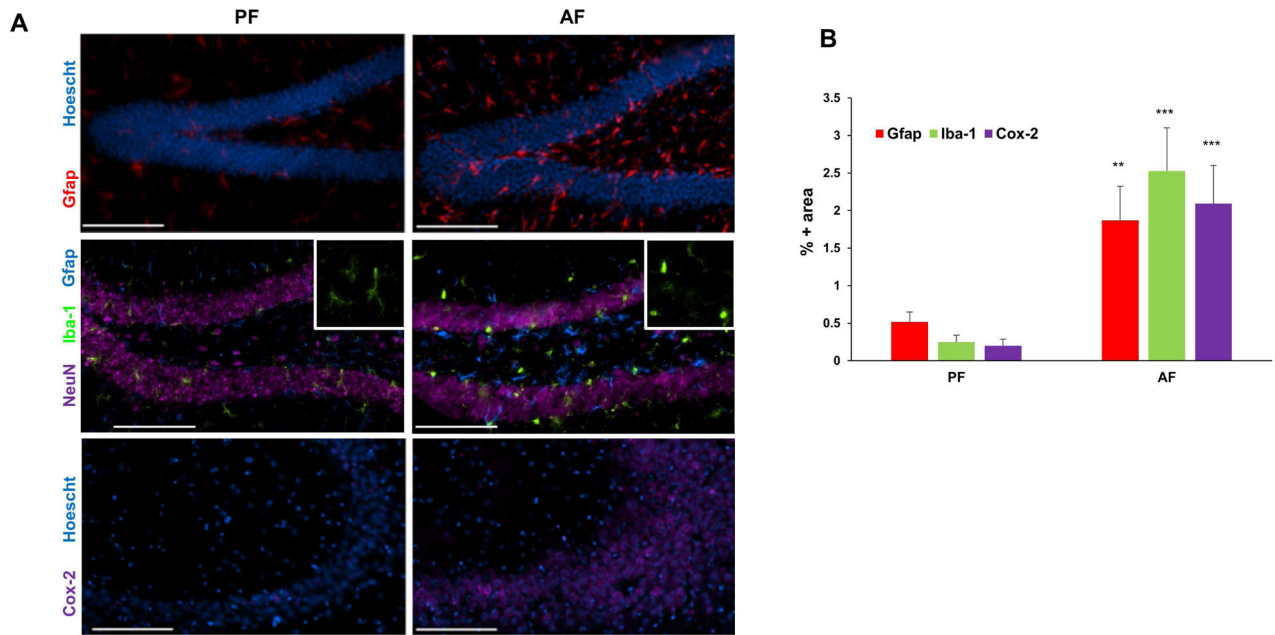 A
PF
AF
Hoescht
Gfap
Gfap
Iba-1
NeuN
Hoescht
Cox-2
B
3.5
3
2.5
2
1.5
1
0.5
0
% + area
Gfap Iba-1 Cox-2
**
***
***
PF
AF